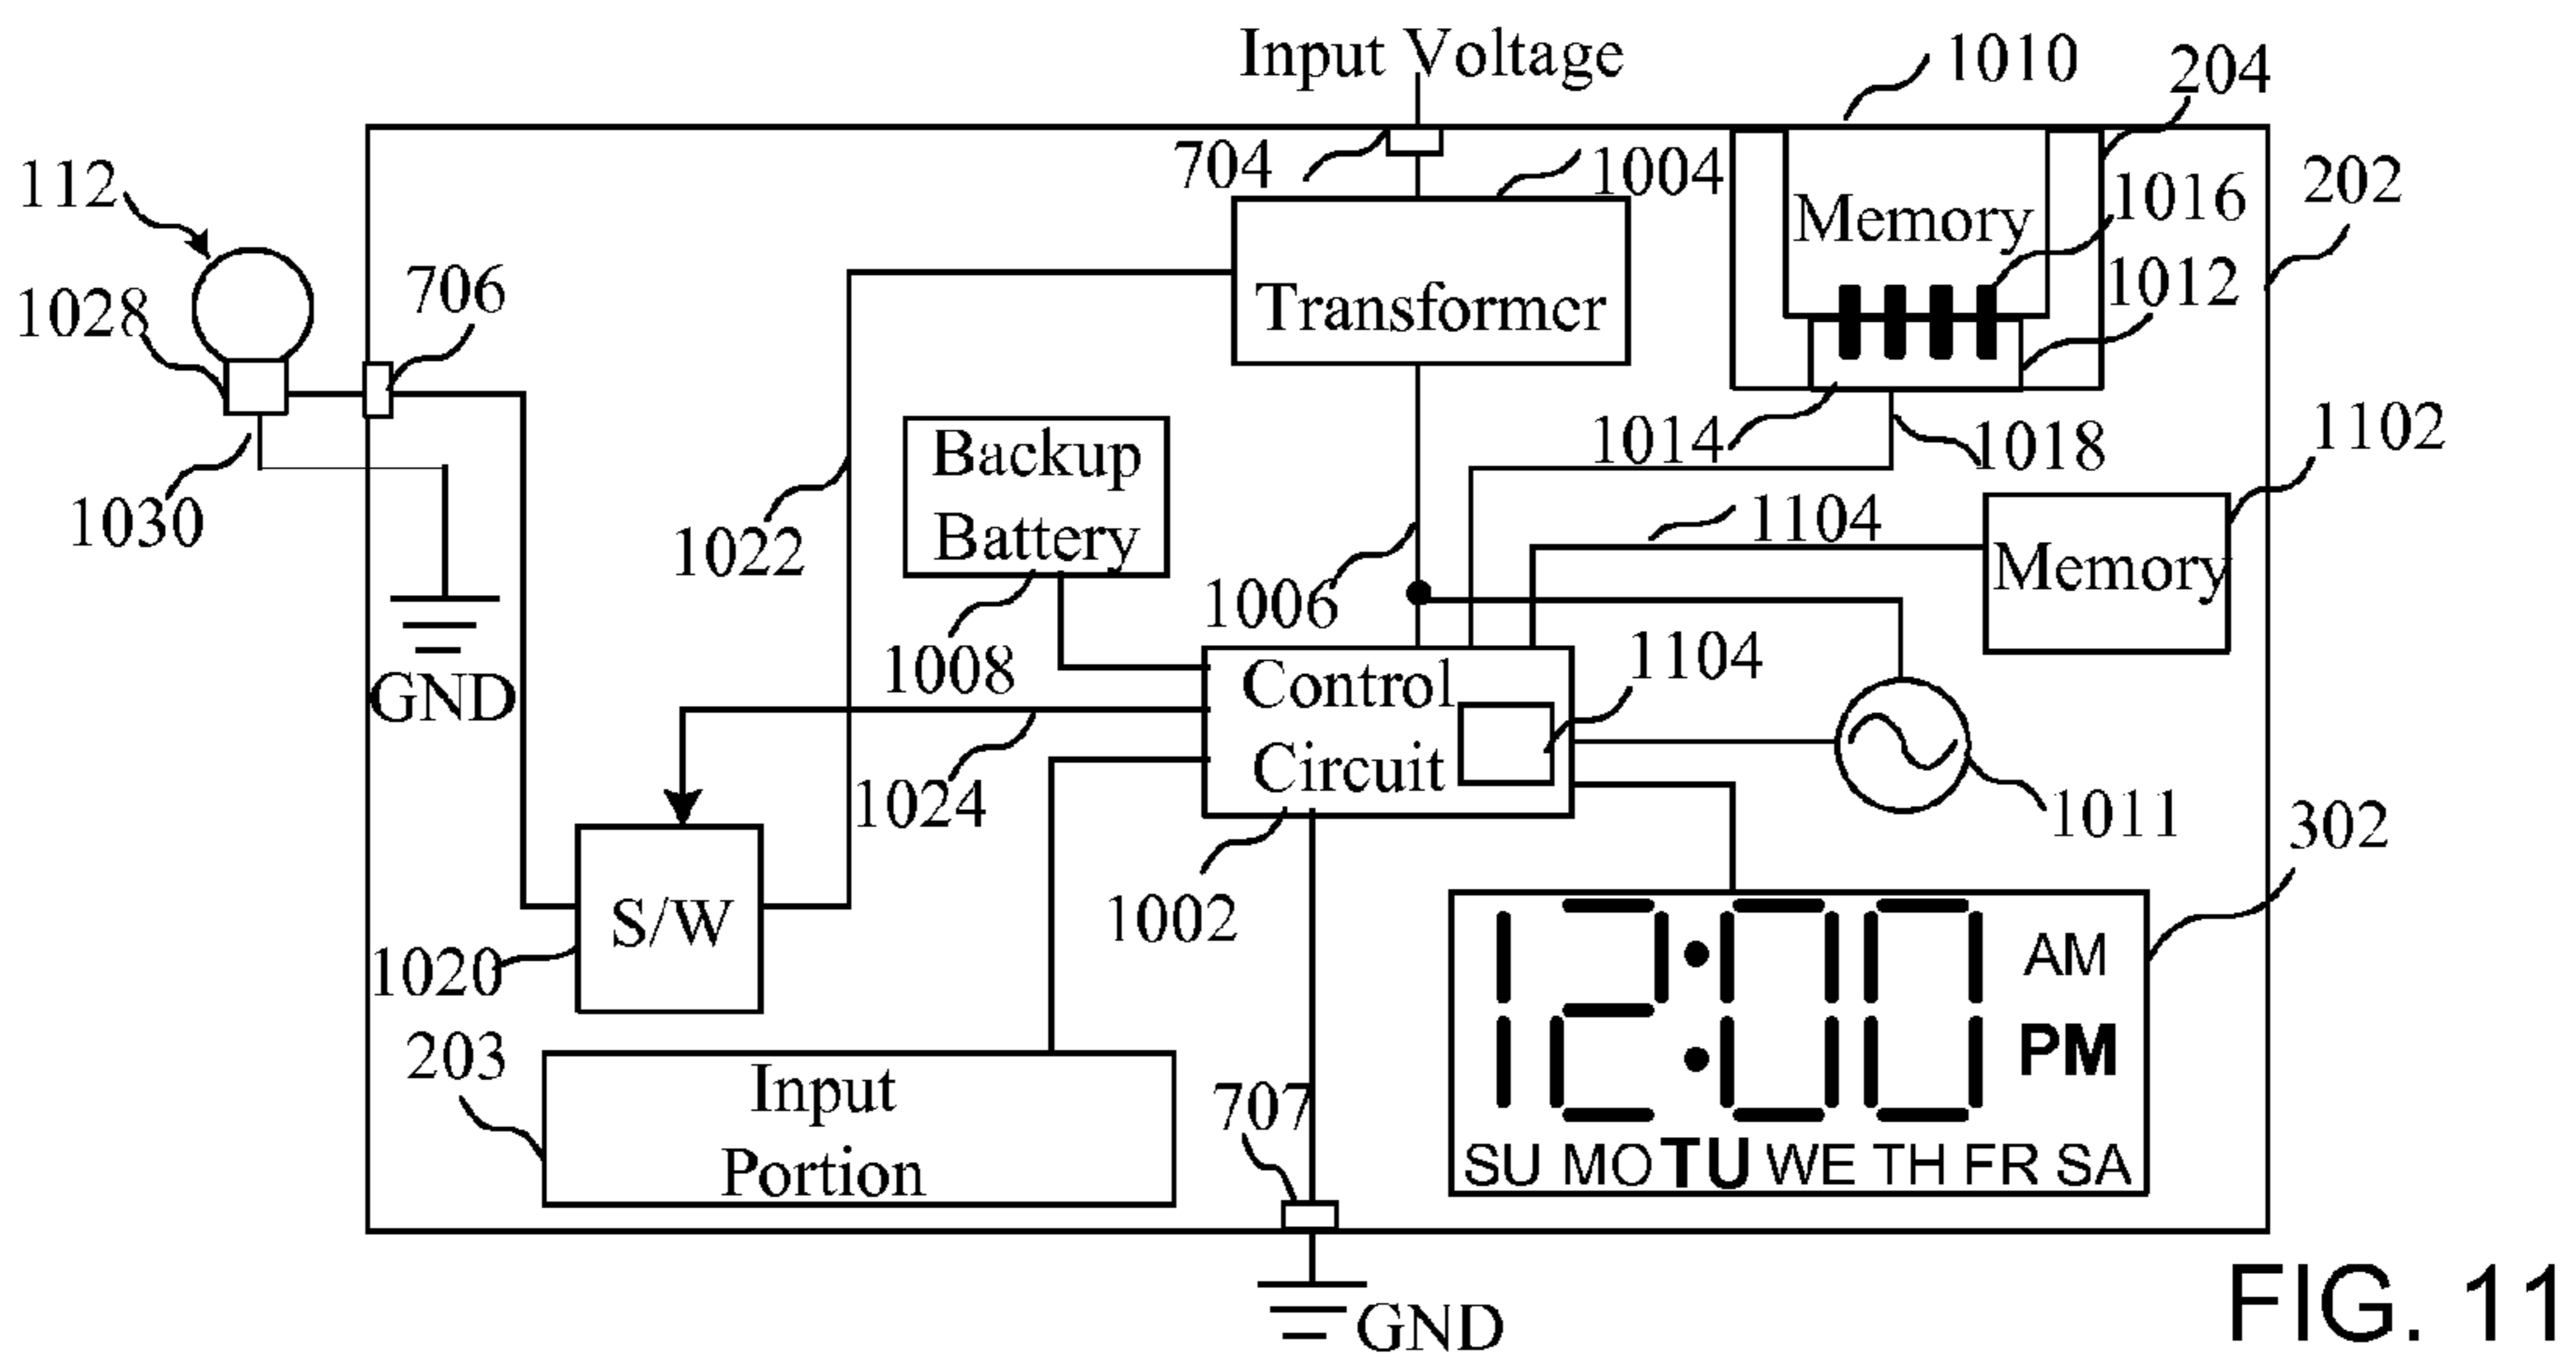 Input Voltage
1010
204
112
704
1004
202
Memory
1016
706
1028
Transformer
1012
1014
1018
1102
Backup
Battery
1030
1022
1104
Memory
1006
1008
1104
GND
Control
Circuit
1024
1011
302
1002
S/W
1020
12:00
AM
PM
203
Input
Portion
707
SU MO TU WE TH FR SA
GND
FIG. 11